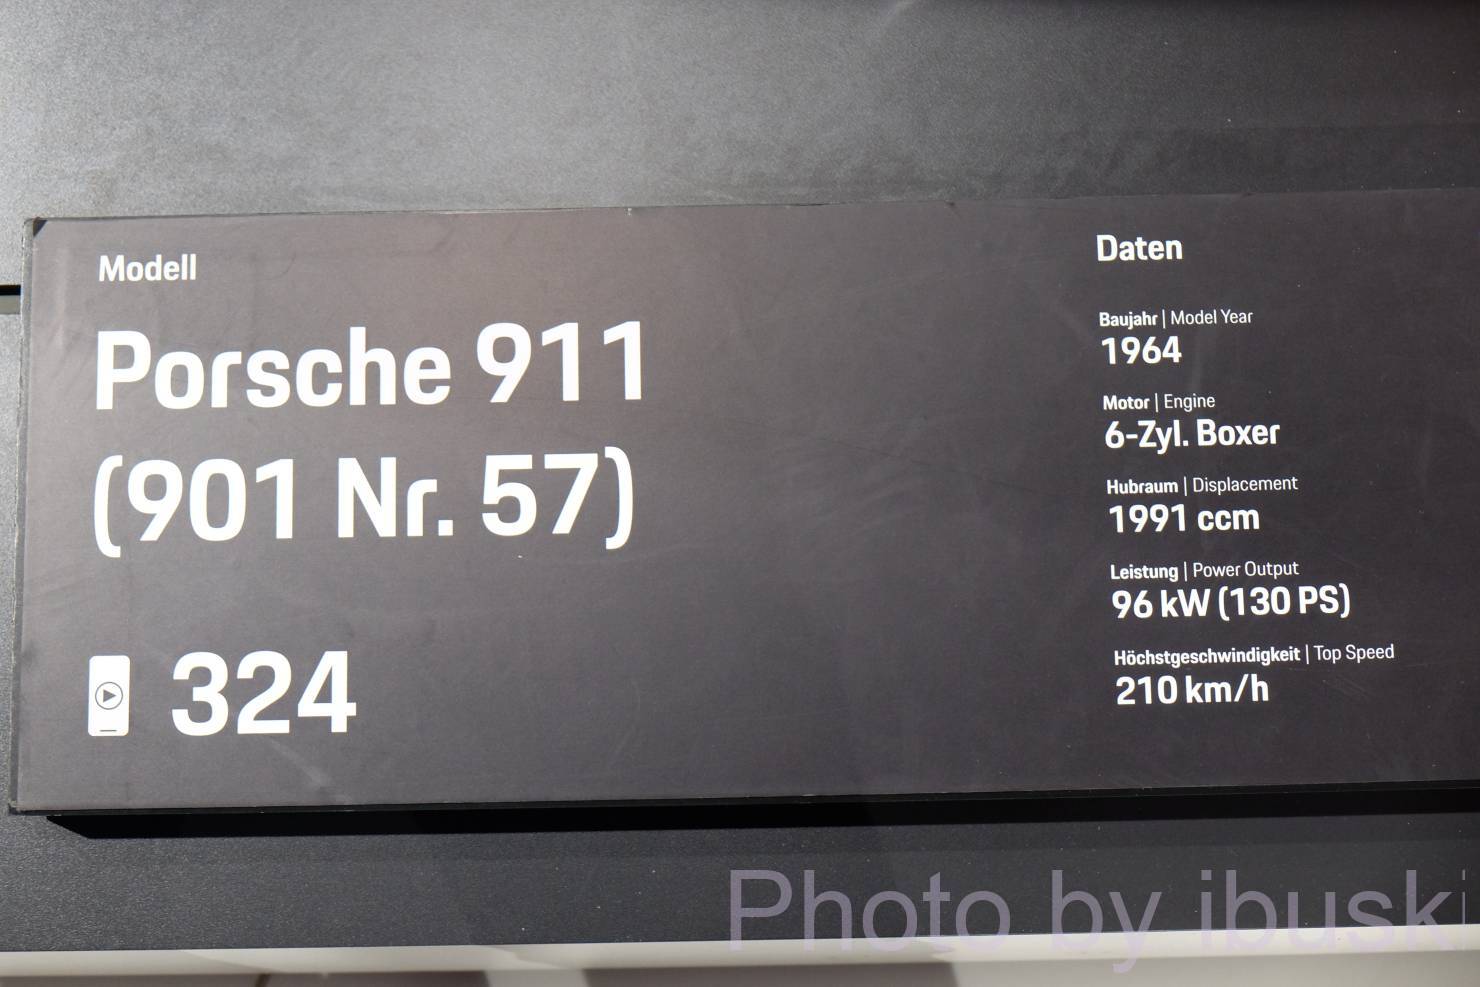 Modell
Porsche 911
(901 Nr. 57)
324
Daten
Baujahr | Model Year
1964
Motor | Engine
6-Zyl. Boxer
Hubraum | Displacement
1991 ccm
Leistung | Power Output
96 kW (130 PS)
Höchstgeschwindigkeit | Top Speed
210 km/h
Photo by ibuski